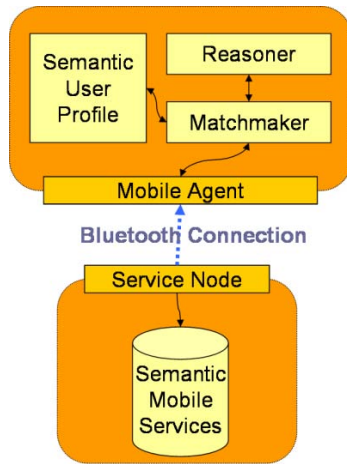 Semantic
User
Profile
Reasoner
Matchmaker
Mobile Agent
Bluetooth Connection
Service Node
Semantic
Mobile
Services